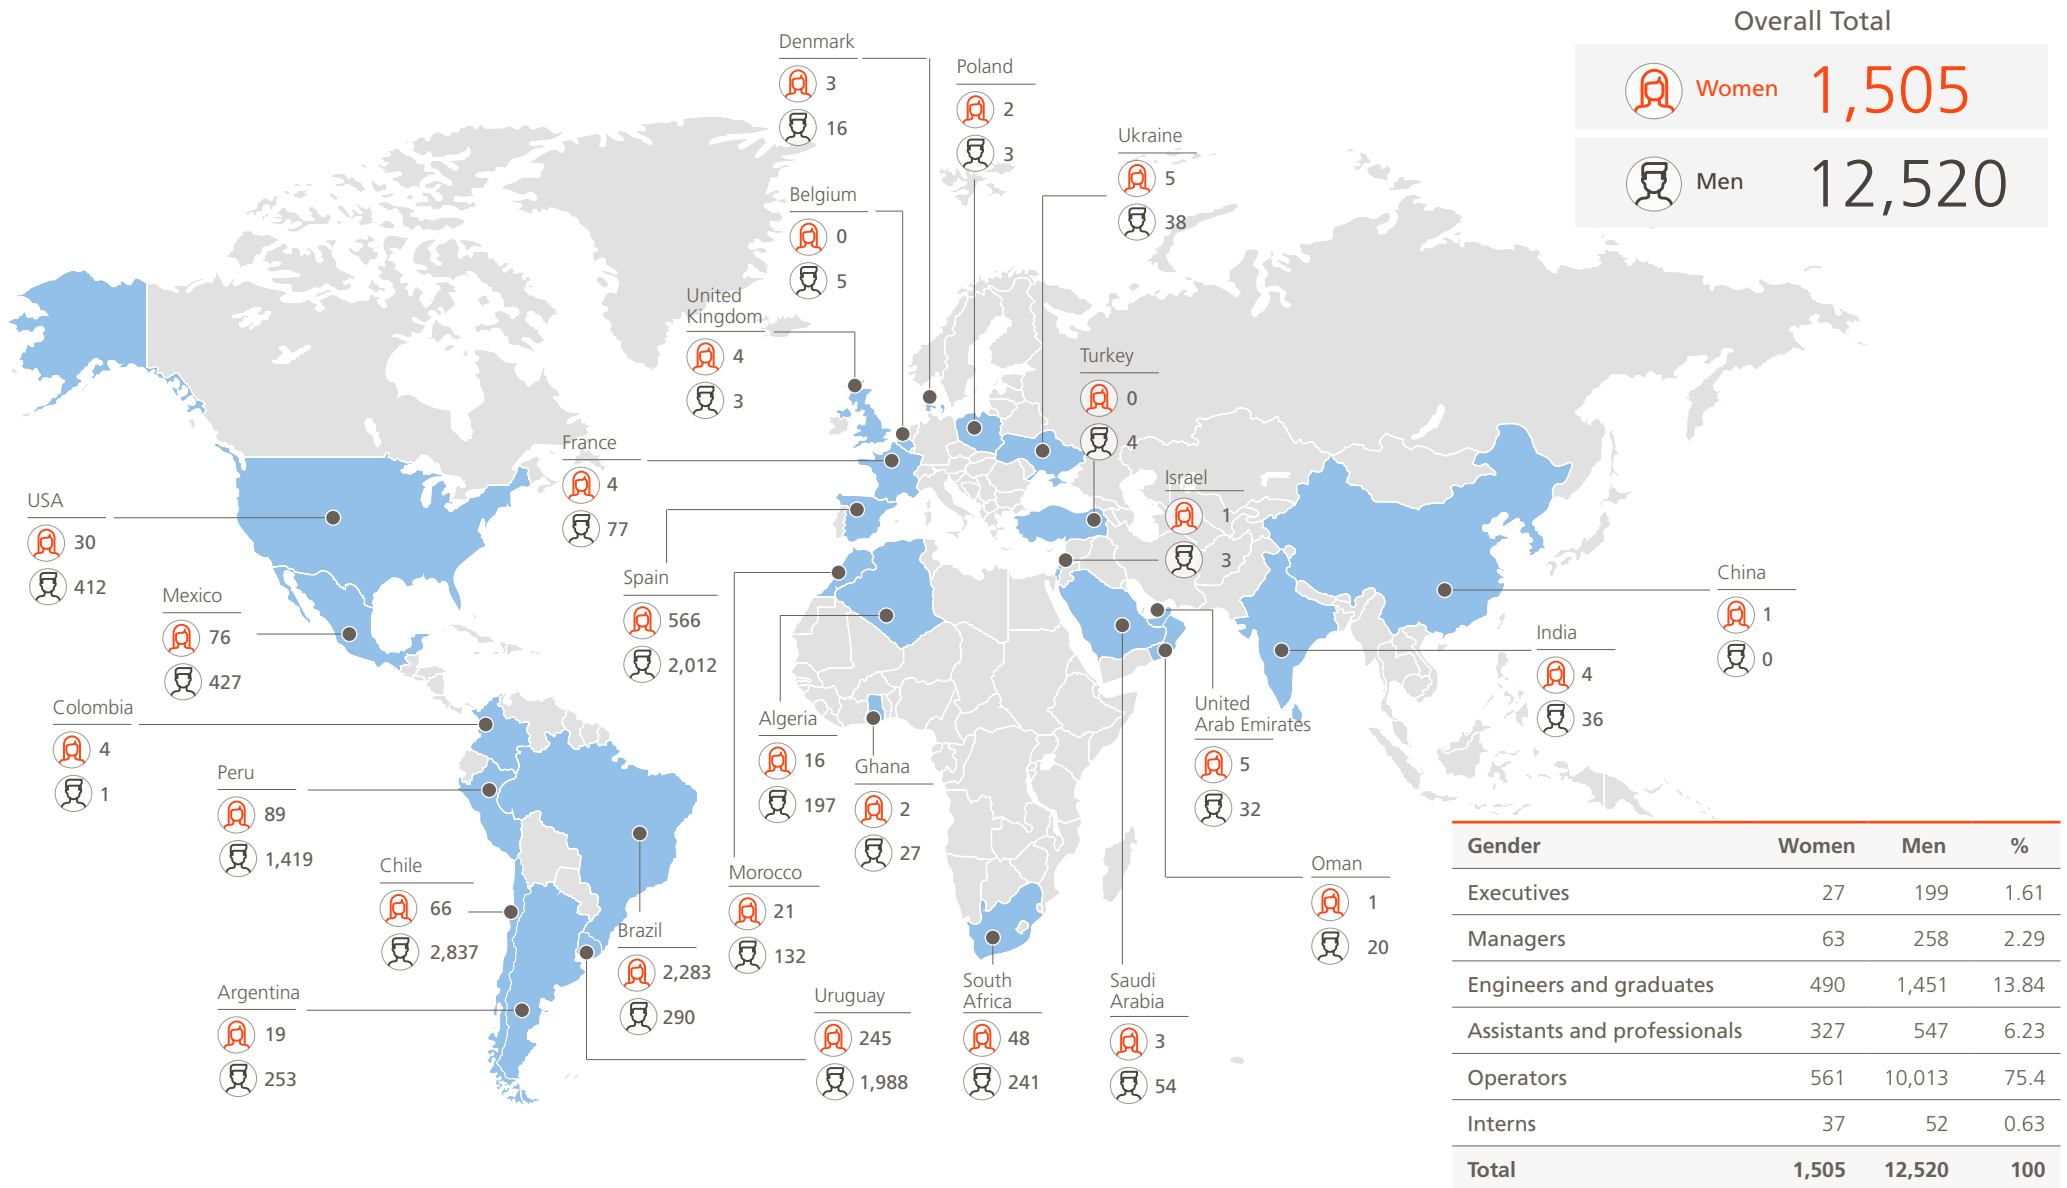 Overall Total
Women 1,505
Men 12,520
Denmark
3
16
Poland
2
3
Ukraine
5
38
Belgium
0
5
United
Kingdom
4
3
Turkey
0
4
France
4
77
Israel
1
3
USA
30
412
Spain
566
2,012
China
1
0
Mexico
76
427
India
4
36
Colombia
4
1
United
Arab Emirates
5
32
Algeria
16
197
Ghana
2
27
Peru
89
1,419
Chile
66
2,837
Morocco
21
132
Oman
1
20
Brazil
2,283
290
Argentina
19
253
Uruguay
245
1,988
South
Africa
48
241
Saudi
Arabia
3
54
Gender Women Men %
Executives 27 199 1.61
Managers 63 258 2.29
Engineers and graduates 490 1,451 13.84
Assistants and professionals 327 547 6.23
Operators 561 10,013 75.4
Interns 37 52 0.63
Total 1,505 12,520 100